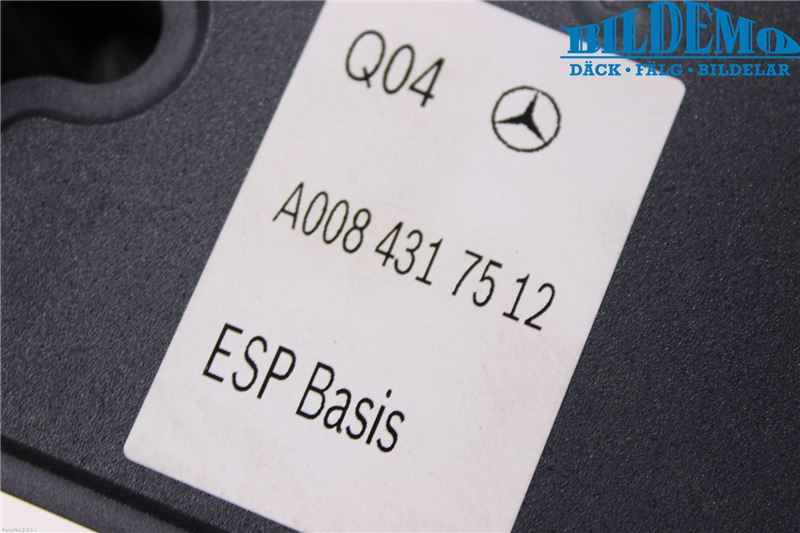 BILDEMO
DÄCK • FÄLG • BILDELAR
Q04
A008 431 75 12
ESP Basis